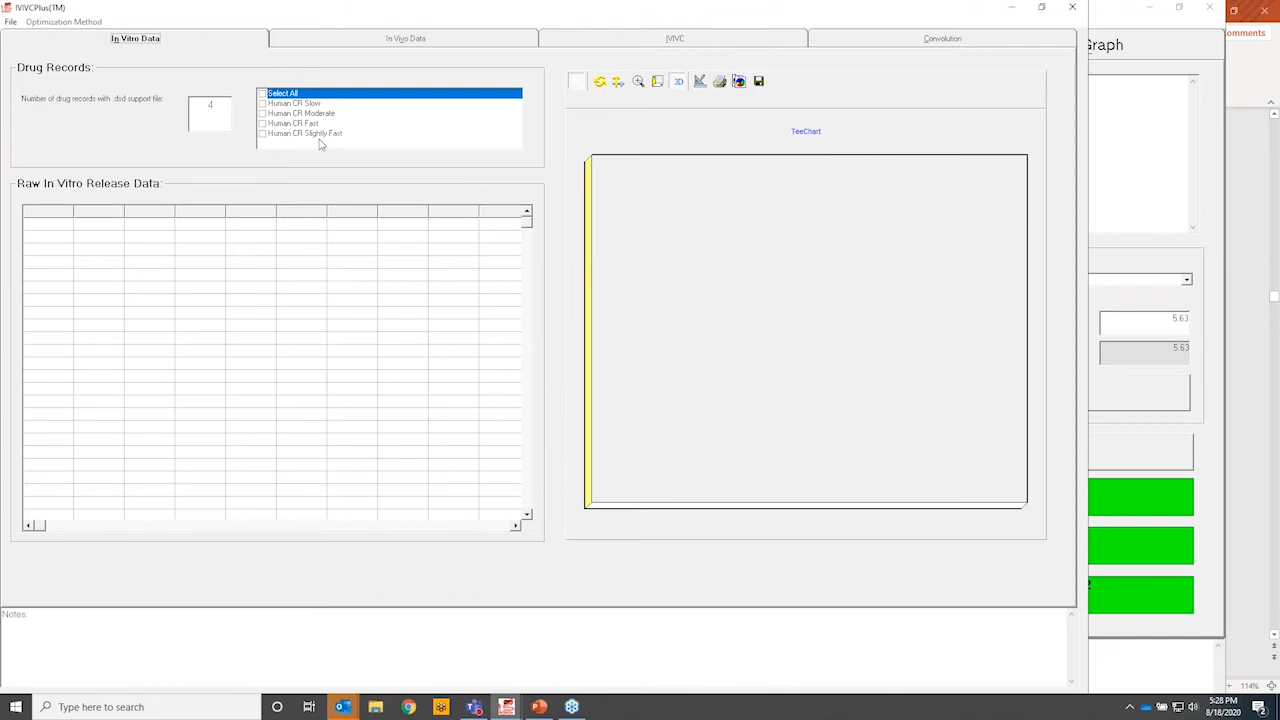 IVIVCPlus(TM)
File Optimization Method
In Vitro Data
In Vivo Data
IVIVC
Convolution
Drug Records:
Number of drug records with .dsd support file:
4
Select All
Human CR Slow
Human CR Moderate
Human CR Fast
Human CR Slightly Fast
Raw In Vitro Release Data:
3D
TeeChart
Notes:
Graph
omments
5.63
5.63
114%
Type here to search
5:28 PM
8/18/2020
2